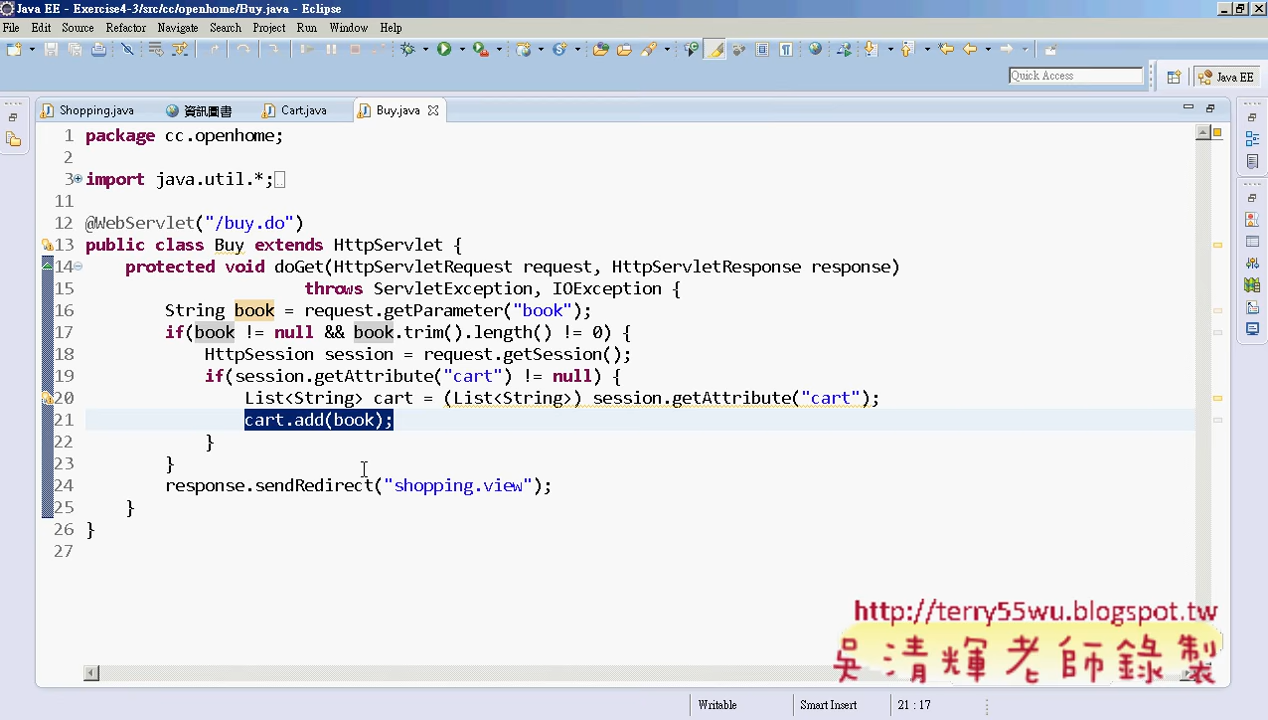 Java EE - Exercise4-3/src/cc/openhome/Buy.java - Eclipse
File Edit Source Refactor Navigate Search Project Run Window Help
Quick Access
Java EE
Shopping.java 資訊圖書 Cart.java Buy.java
1 package cc.openhome;
2
3 import java.util.*;
11
12 @WebServlet("/buy.do")
13 public class Buy extends HttpServlet {
14 protected void doGet(HttpServletRequest request, HttpServletResponse response)
15 throws ServletException, IOException {
16 String book = request.getParameter("book");
17 if(book != null && book.trim().length() != 0) {
18 HttpSession session = request.getSession();
19 if(session.getAttribute("cart") != null) {
20 List<String> cart = (List<String>) session.getAttribute("cart");
21 cart.add(book);
22 }
23 }
24 response.sendRedirect("shopping.view");
25 }
26 }
27
http://terry55wu.blogspot.tw
吳清輝老師錄製
Writable Smart Insert 21 : 17